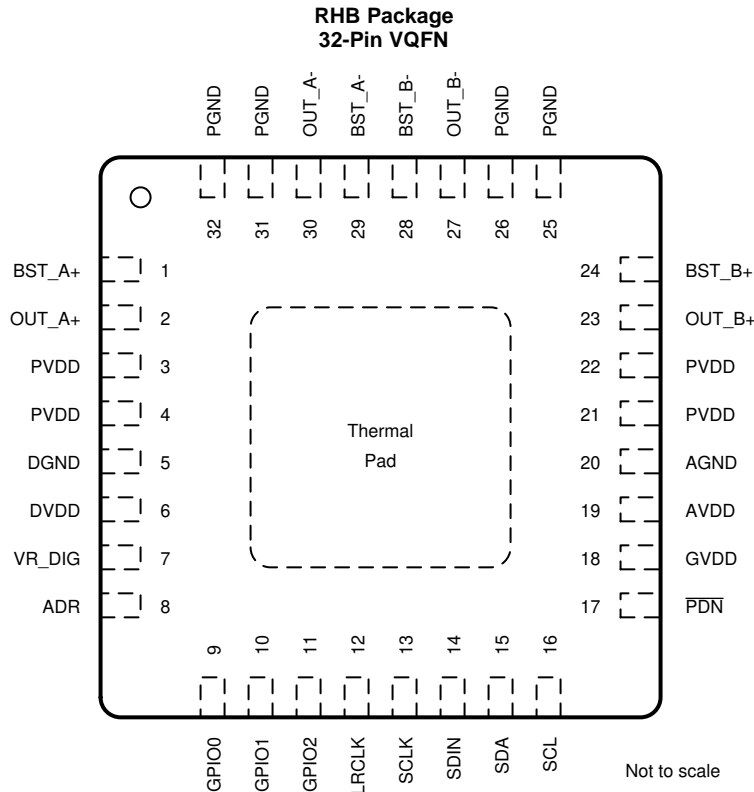 RHB Package
32-Pin VQFN
PGND
PGND
OUT_A-
BST_A-
BST_B-
OUT_B-
PGND
PGND
32
31
30
29
28
27
26
25
BST_A+ 1
OUT_A+ 2
PVDD 3
PVDD 4
DGND 5
DVDD 6
VR_DIG 7
ADR 8
Thermal
Pad
24 BST_B+
23 OUT_B+
22 PVDD
21 PVDD
20 AGND
19 AVDD
18 GVDD
17 PDN
9
10
11
12
13
14
15
16
GPIO0
GPIO1
GPIO2
LRCLK
SCLK
SDIN
SDA
SCL
Not to scale